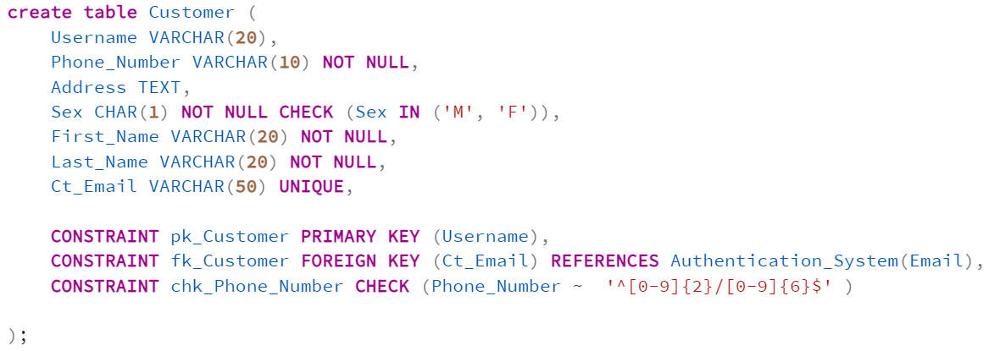 create table Customer (
Username VARCHAR(20),
Phone_Number VARCHAR(10) NOT NULL,
Address TEXT,
Sex CHAR(1) NOT NULL CHECK (Sex IN ('M', 'F')),
First_Name VARCHAR(20) NOT NULL,
Last_Name VARCHAR(20) NOT NULL,
Ct_Email VARCHAR(50) UNIQUE,
CONSTRAINT pk_Customer PRIMARY KEY (Username),
CONSTRAINT fk_Customer FOREIGN KEY (Ct_Email) REFERENCES Authentication_System(Email),
CONSTRAINT chk_Phone_Number CHECK (Phone_Number ~  '^[0-9]{2}/[0-9]{6}$' )
);